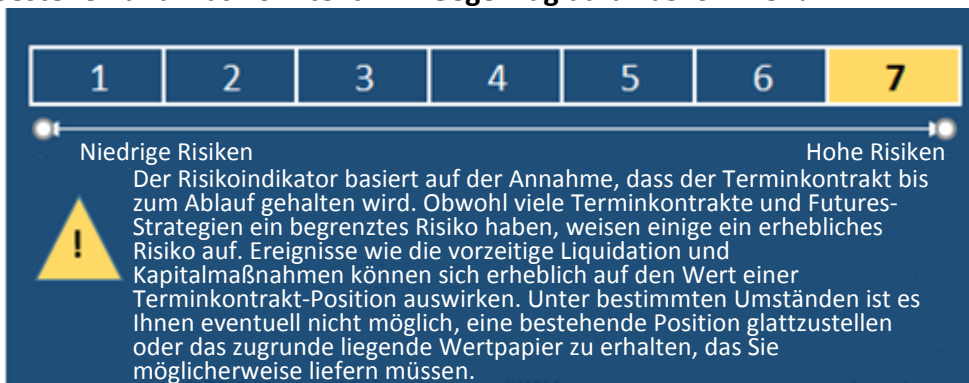 1 2 3 4 5 6 7
Niedrige Risiken Hohe Risiken
Der Risikoindikator basiert auf der Annahme, dass der Terminkontrakt bis
zum Ablauf gehalten wird. Obwohl viele Terminkontrakte und Futures-
Strategien ein begrenztes Risiko haben, weisen einige ein erhebliches
! Risiko auf. Ereignisse wie die vorzeitige Liquidation und
Kapitalmaßnahmen können sich erheblich auf den Wert einer
Terminkontrakt-Position auswirken. Unter bestimmten Umständen ist es
Ihnen eventuell nicht möglich, eine bestehende Position glattzustellen
oder das zugrunde liegende Wertpapier zu erhalten, das Sie
möglicherweise liefern müssen.